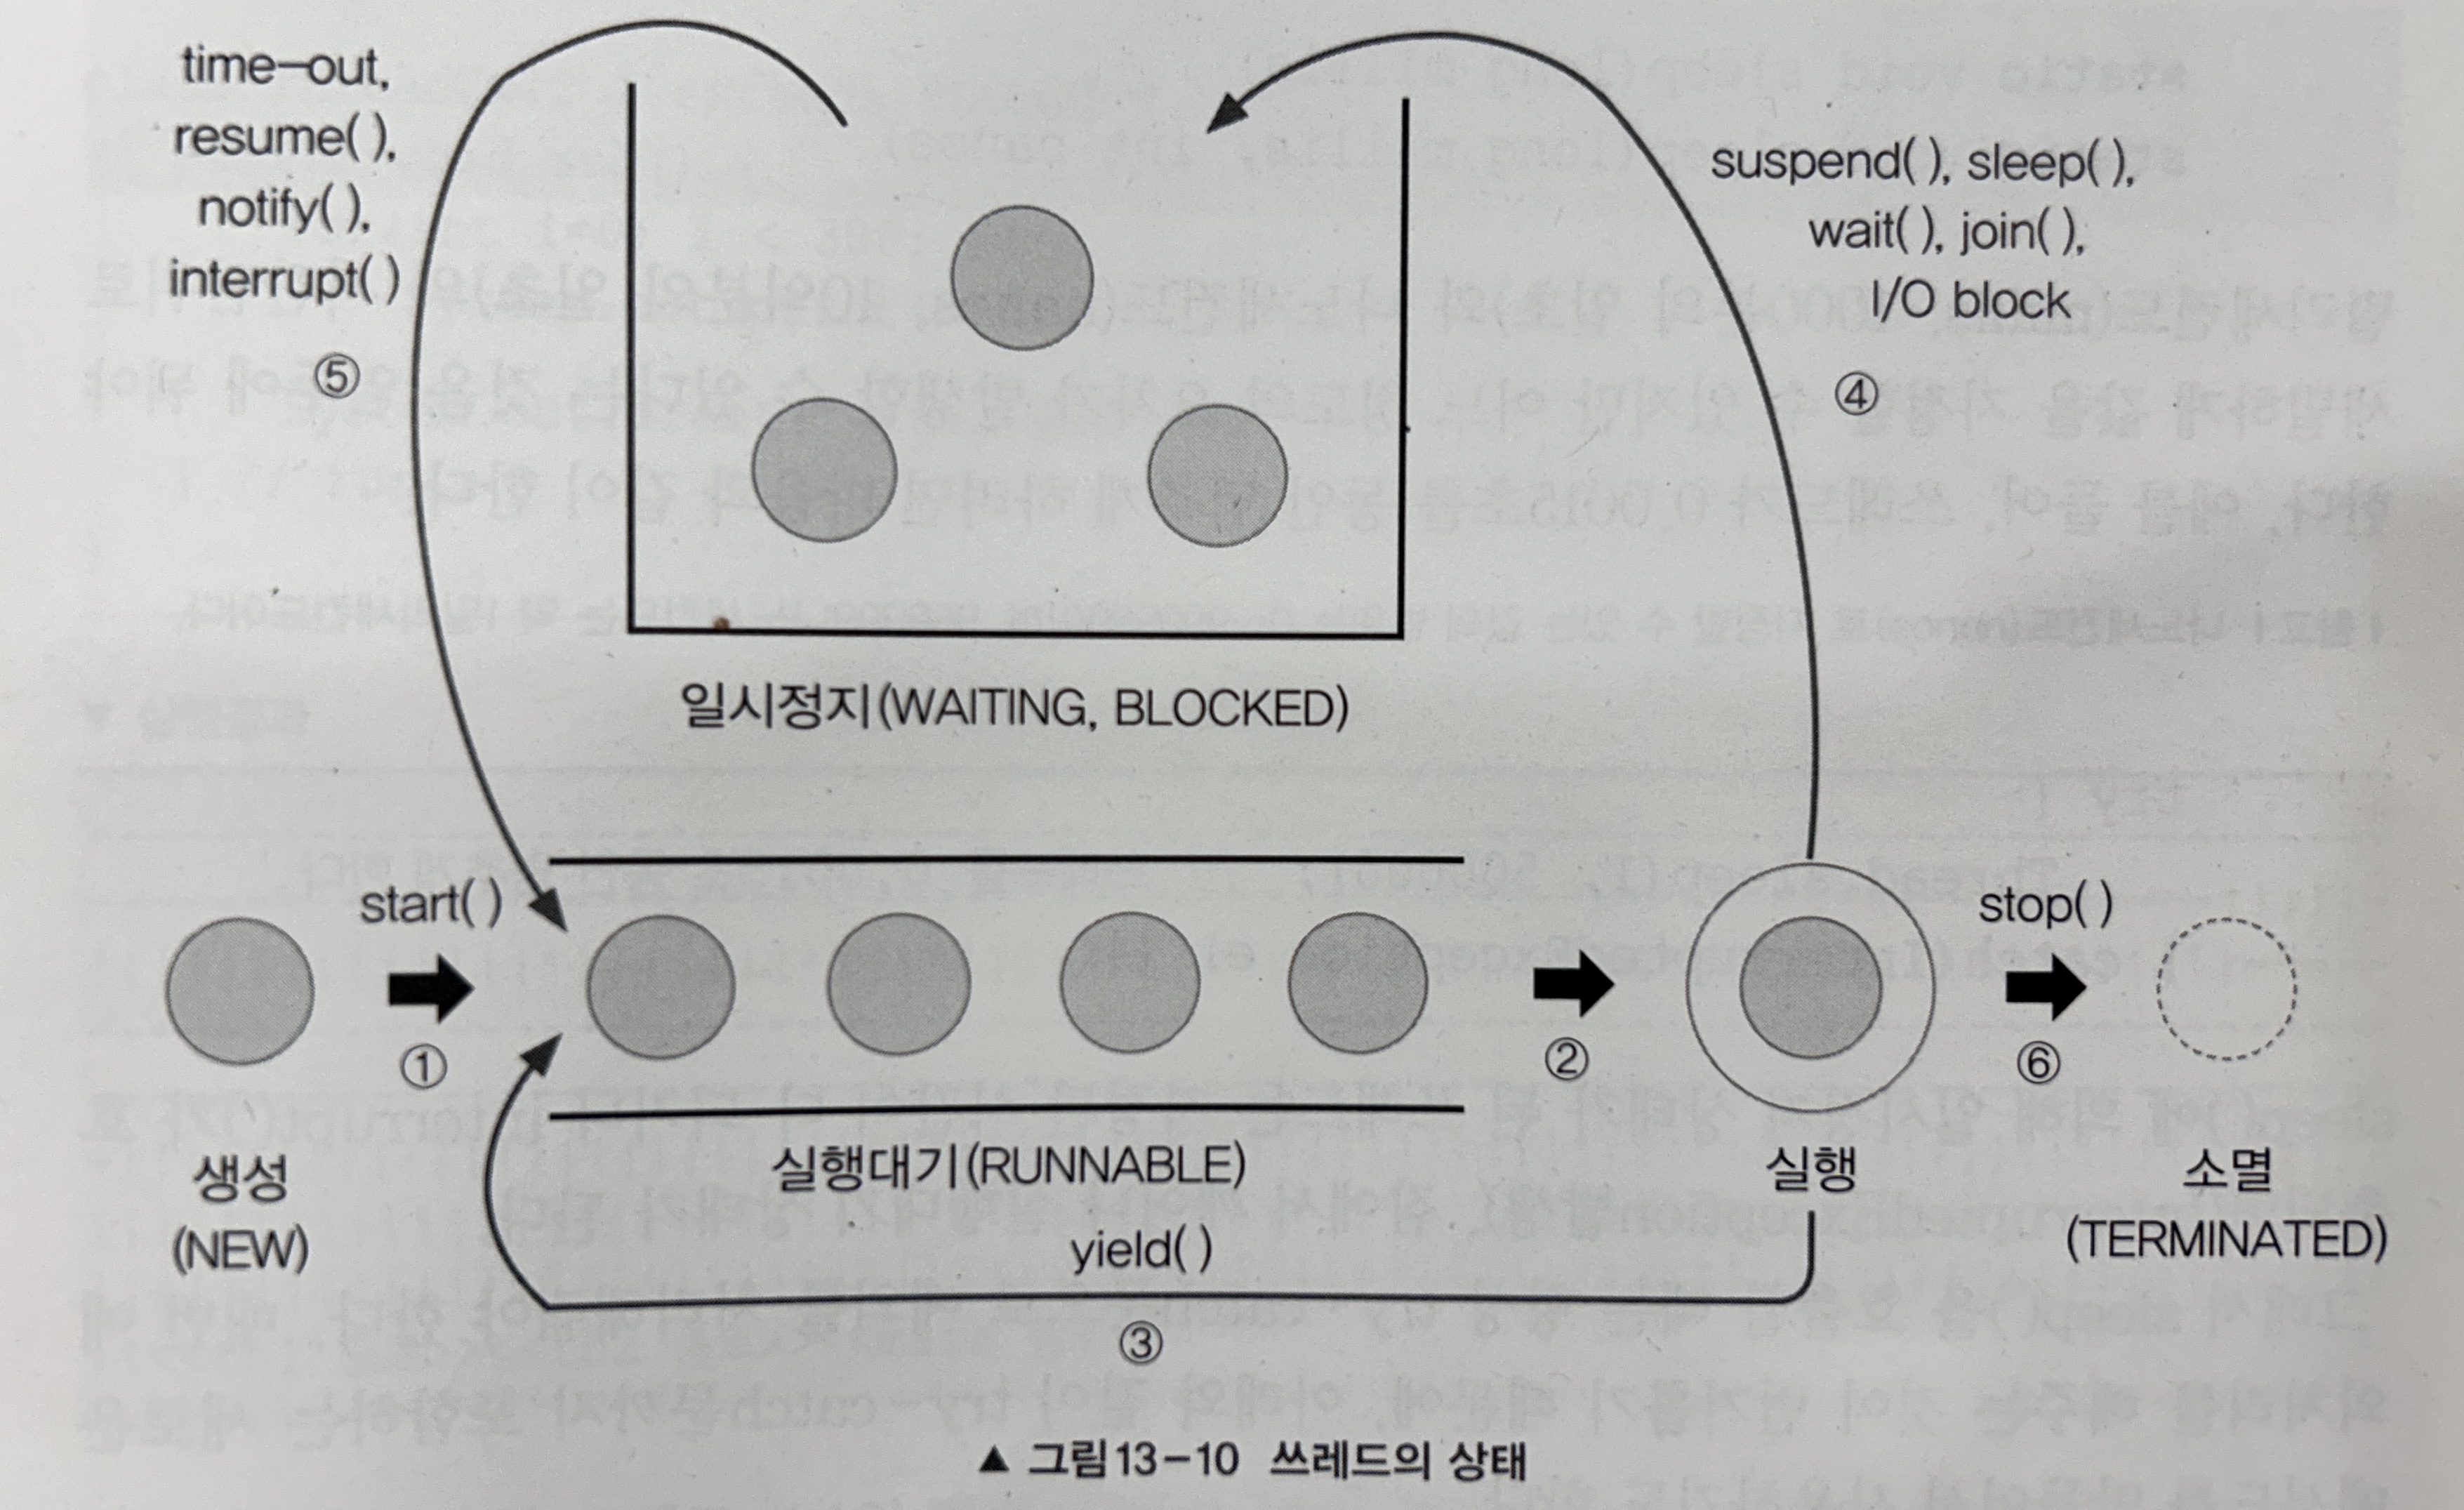 time-out,
resume( ),
notify( ),
interrupt( )
⑤
suspend( ), sleep( ),
wait( ), join( ),
I/O block
④
일시정지(WAITING, BLOCKED)
start( )
①
②
stop( )
⑥
생성
(NEW)
실행대기(RUNNABLE)
실행
소멸
(TERMINATED)
yield( )
③
▲ 그림13-10 쓰레드의 상태